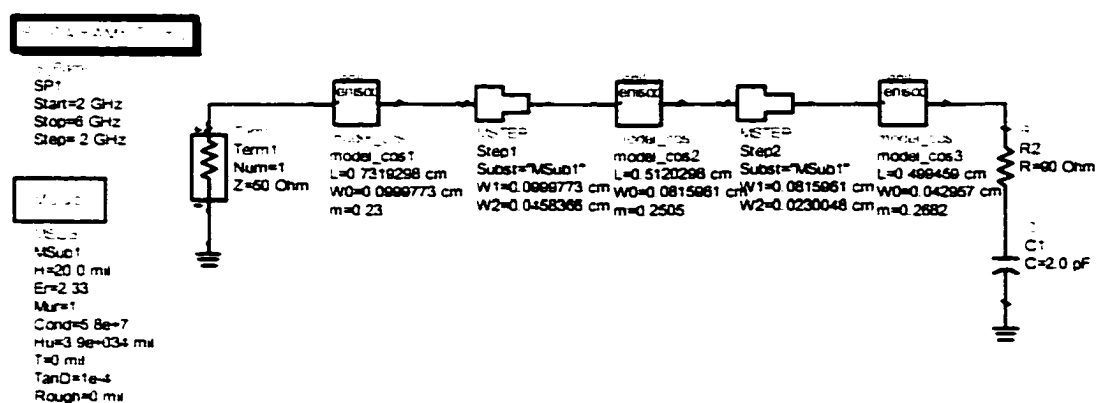 SP1
Start=2 GHz
Stop=6 GHz
Step= 2 GHz
MSub1
H=20.0 mil
Er=2.33
Mur=1
Cond=5.8e+7
Hu=3.9e+034 mil
T=0 mil
TanD=1e-4
Rough=0 mil
Term1
Num=1
Z=50 Ohm
model_cos1
L=0.7319298 cm
W0=0.0999773 cm
m=0.23
MSTEP
Step1
Subst="MSub1"
W1=0.0999773 cm
W2=0.0458366 cm
model_cos2
L=0.5120298 cm
W0=0.0815961 cm
m=0.2505
MSTEP
Step2
Subst="MSub1"
W1=0.0815961 cm
W2=0.0230048 cm
model_cos3
L=0.499459 cm
W0=0.042957 cm
m=0.2682
R2
R=90 Ohm
C1
C=2.0 pF